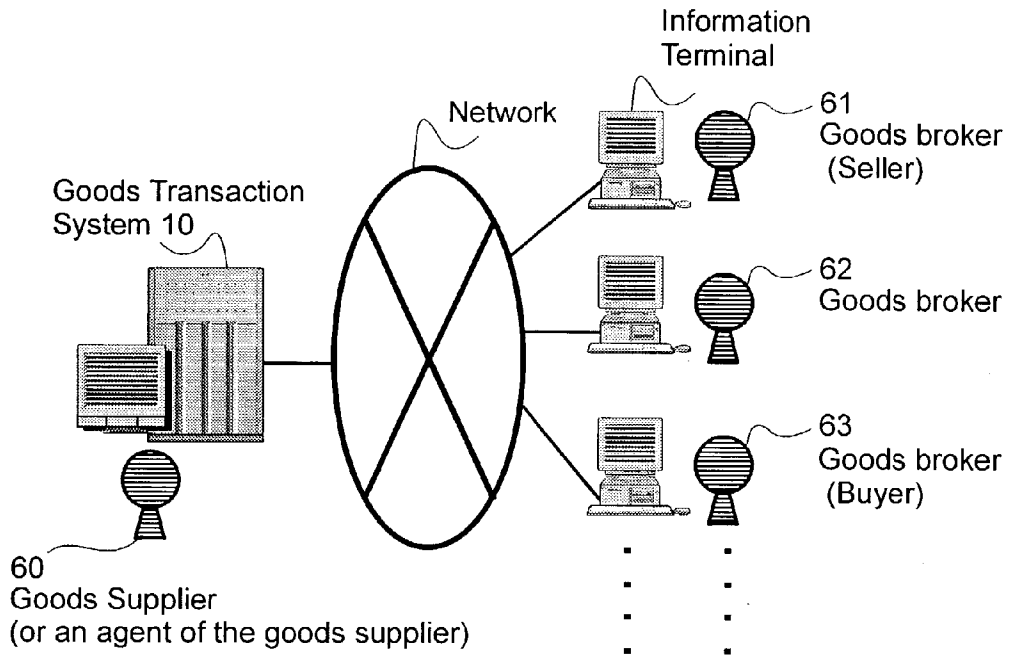 Information
Terminal
Network
61
Goods broker
(Seller)
Goods Transaction
System 10
62
Goods broker
63
Goods broker
(Buyer)
60
Goods Supplier
(or an agent of the goods supplier)